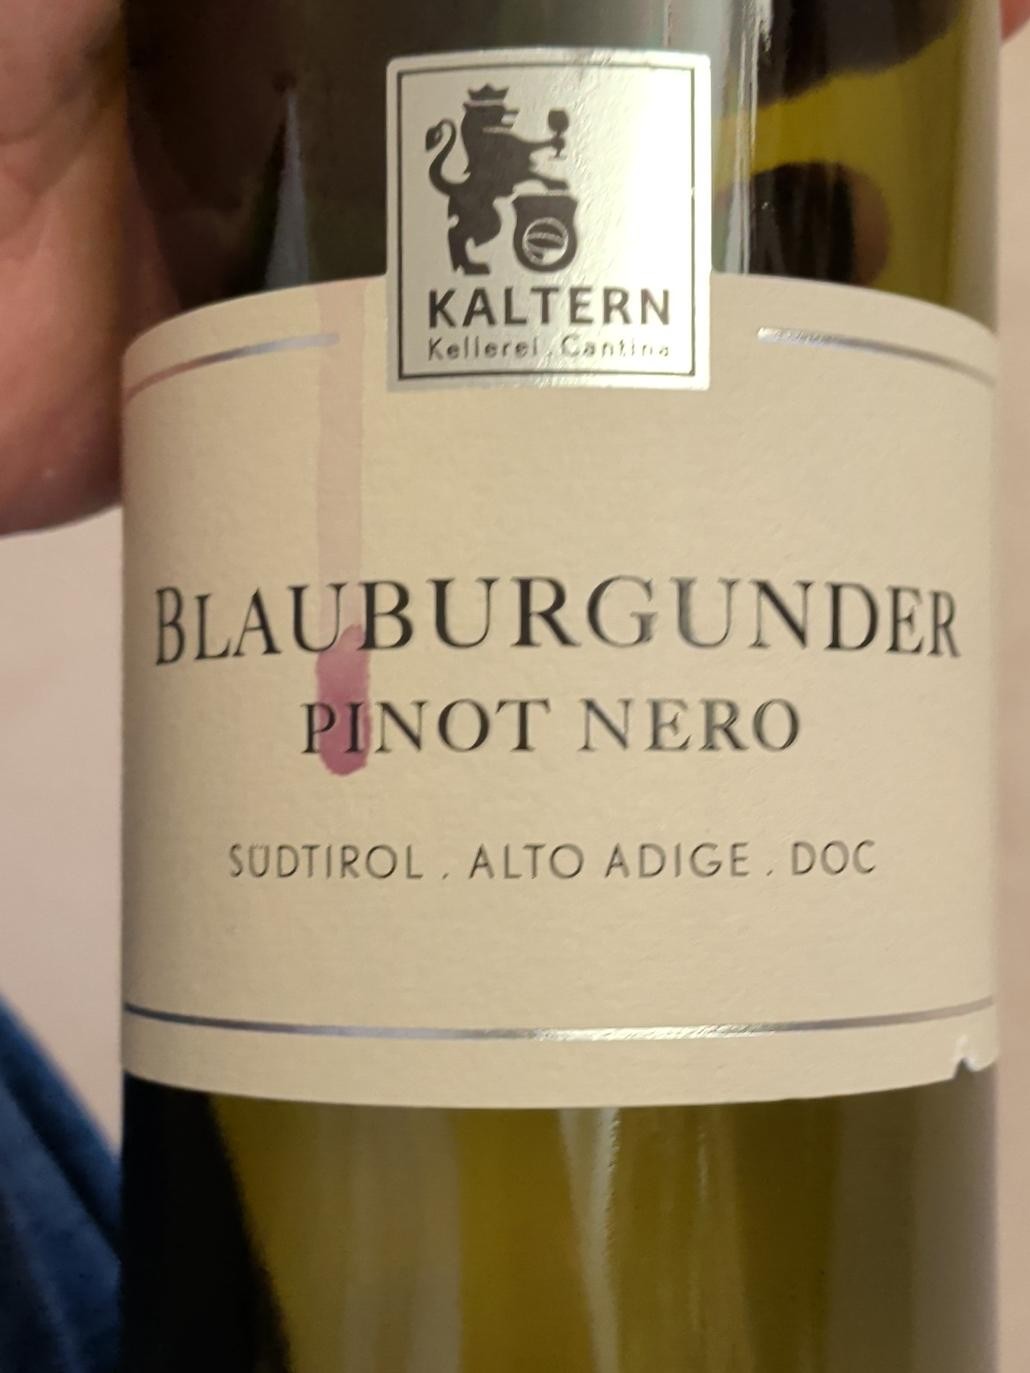 KALTERN
Kellerei . Cantina
BLAUBURGUNDER
PINOT NERO
SÜDTIROL . ALTO ADIGE . DOC